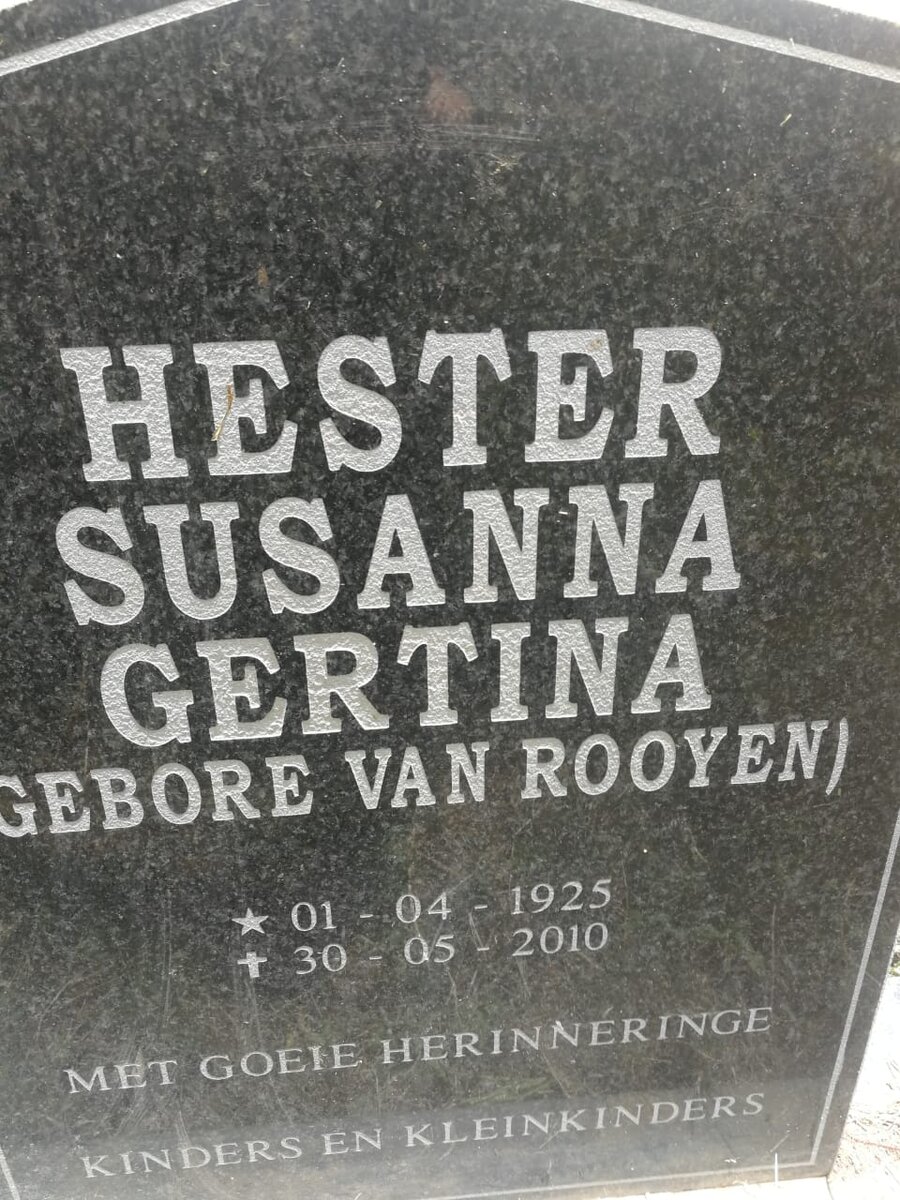 HESTER
SUSANNA
GERTINA
GEBORE VAN ROOYEN)
★ 01 - 04 - 1925
✝ 30 - 05 - 2010
MET GOEIE HERINNERINGE
KINDERS EN KLEINKINDERS